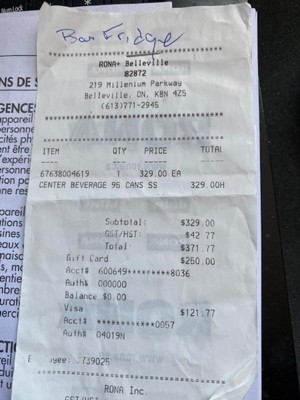 Bar Fridge
RONA+ Belleville
82872
219 Millenium Parkway
Belleville, ON, K8N 4Z5
(613)771-2945
ITEM QTY PRICE TOTAL
67638004619 1 329.00 EA
CENTER BEVERAGE 95 CANS SS 329.00H
Subtotal: $329.00
GST/HST: $42.77
Total $371.77
Gift Card $250.00
Acct# 600649*********8036
Auth# 000000
Balance $0.00
Visa $121.77
Acct# ************0057
Auth# 04019N
RONA Inc.